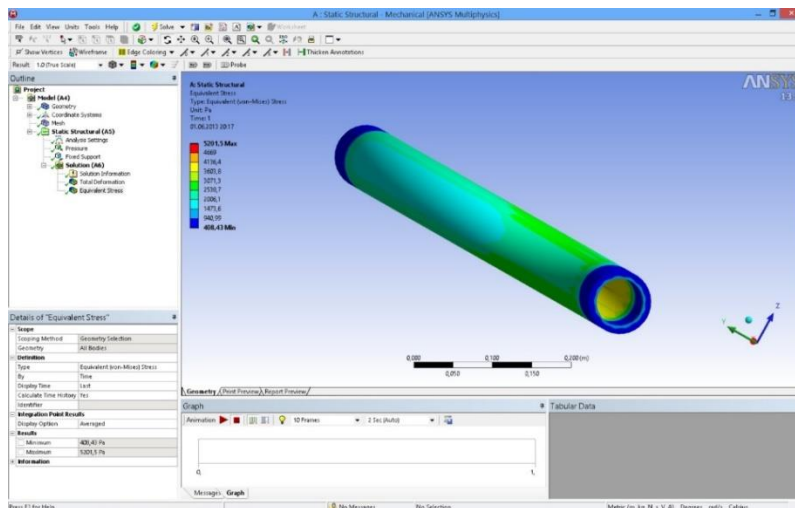 A : Static Structural - Mechanical [ANSYS Multiphysics]
File Edit View Units Tools Help Solve Worksheet
Show Vertices Wireframe Edge Coloring Thicken Annotations
Result 1,0 (True Scale) Probe
Outline
Project
Model (A4)
Geometry
Coordinate Systems
Mesh
Static Structural (A5)
Analysis Settings
Pressure
Fixed Support
Solution (A6)
Solution Information
Total Deformation
Equivalent Stress
A: Static Structural
Equivalent Stress
Type: Equivalent (von-Mises) Stress
Unit: Pa
Time: 1
5201,5 Max
4669
4136,4
3603,8
3071,3
2538,7
2006,1
1473,6
940,99
408,43 Min
ANSYS
Z
Y
0,000 0,100 0,200 (m)
0,050 0,150
Geometry Print Preview Report Preview
Details of "Equivalent Stress"
Scope
Scoping Method Geometry Selection
Geometry All Bodies
Definition
Type Equivalent (von-Mises) Stress
By Time
Display Time Last
Calculate Time History Yes
Identifier
Integration Point Results
Display Option Averaged
Results
Minimum 408,43 Pa
Maximum 5201,5 Pa
Information
Graph
Animation 10 Frames 2 Sec (Auto)
0, 1,
Messages Graph
Tabular Data
Press F1 for Help No Messages No Selection